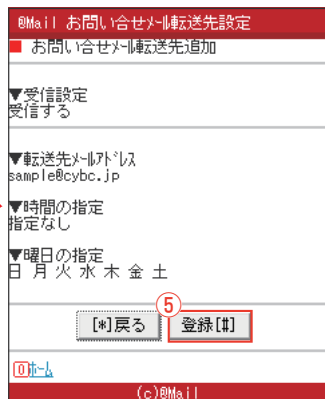 @Mail お問い合せﾒｰﾙ転送先設定
■ お問い合せﾒｰﾙ転送先追加
▼受信設定
受信する
▼転送先ﾒｰﾙｱﾄﾞﾚｽ
sample@cybc.jp
▼時間の指定
指定なし
▼曜日の指定
日 月 火 水 木 金 土
⑤
[*]戻る 登録[#]
0ﾎｰﾑ
(c)@Mail